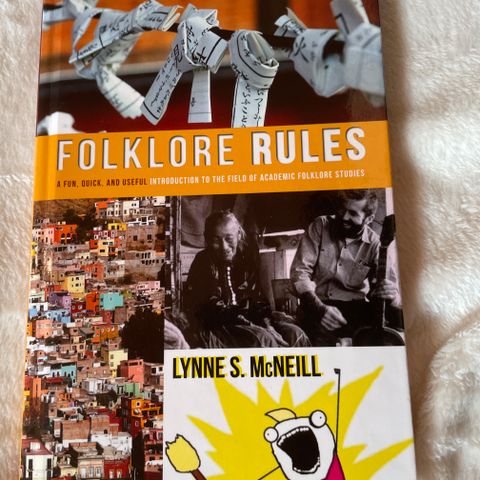 FOLKLORE RULES
A FUN, QUICK, AND USEFUL INTRODUCTION TO THE FIELD OF ACADEMIC FOLKLORE STUDIES
LYNNE S. McNEILL